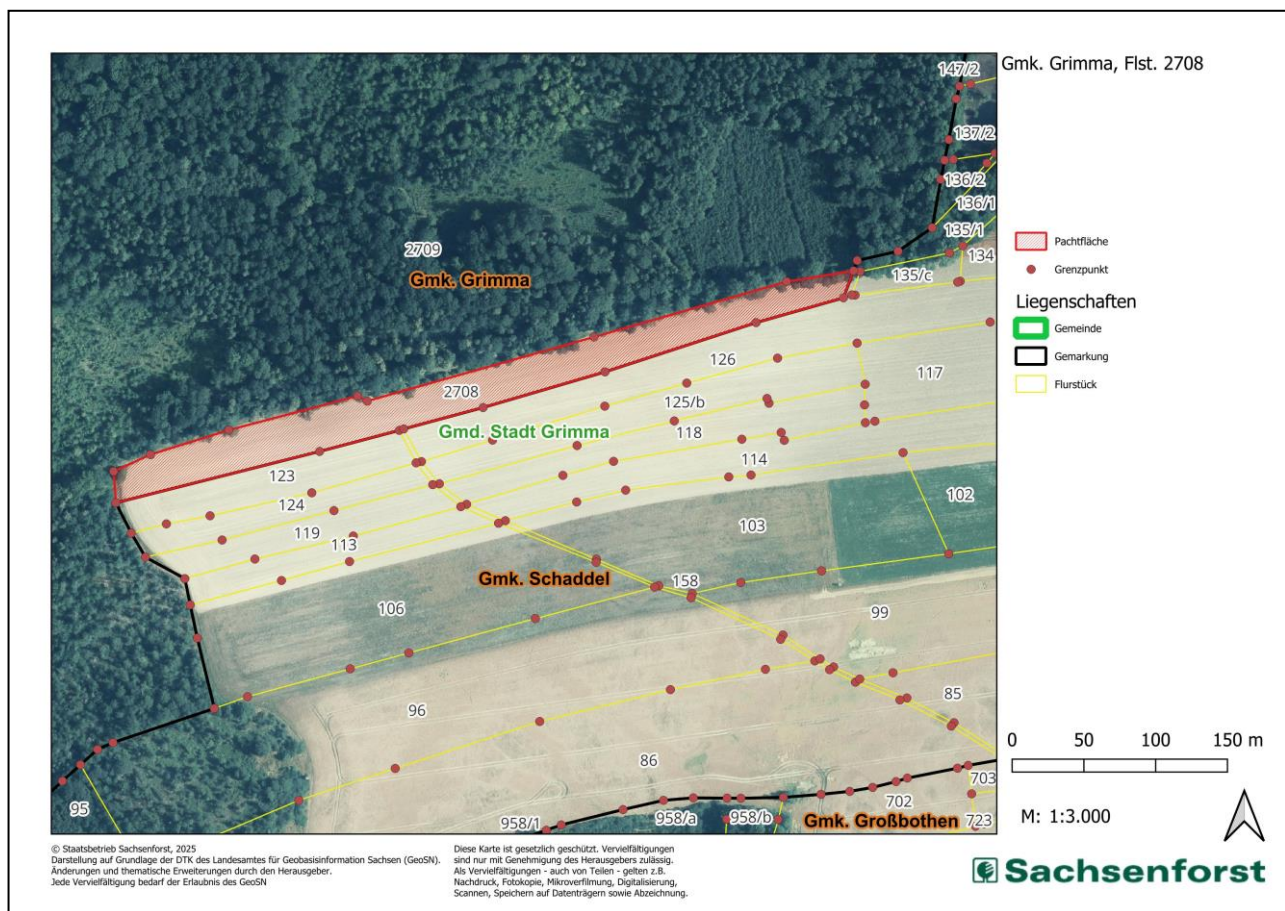 Gmk. Grimma, Flst. 2708
147/2
137/2
136/2
136/1
135/1
134
2709
Gmk. Grimma
135/c
Pachtfläche
Grenzpunkt
Liegenschaften
Gemeinde
Gemarkung
Flurstück
126
117
2708
125/b
Gmd. Stadt Grimma
118
123
114
124
102
119
103
113
Gmk. Schaddel
158
106
99
85
96
86
0 50 100 150 m
703
702
95
958/1
958/a
958/b
Gmk. Großbothen
723
M: 1:3.000
© Staatsbetrieb Sachsenforst, 2025
Darstellung auf Grundlage der DTK des Landesamtes für Geobasisinformation Sachsen (GeoSN).
Änderungen und thematische Erweiterungen durch den Herausgeber.
Jede Vervielfältigung bedarf der Erlaubnis des GeoSN
Diese Karte ist gesetzlich geschützt. Vervielfältigungen
sind nur mit Genehmigung des Herausgebers zulässig.
Als Vervielfältigungen - auch von Teilen - gelten z.B.
Nachdruck, Fotokopie, Mikroverfilmung, Digitalisierung,
Scannen, Speichern auf Datenträgern sowie Abzeichnung.
Sachsenforst